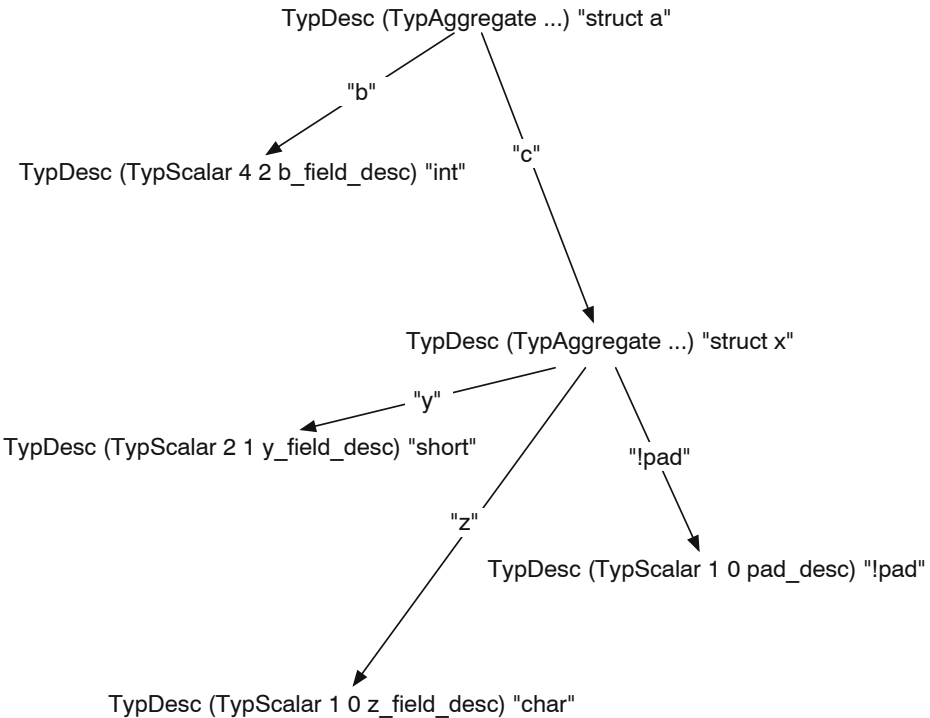 TypDesc (TypAggregate ...) "struct a"
"b"
"c"
TypDesc (TypScalar 4 2 b_field_desc) "int"
TypDesc (TypAggregate ...) "struct x"
"y"
TypDesc (TypScalar 2 1 y_field_desc) "short"
"!pad"
"z"
TypDesc (TypScalar 1 0 pad_desc) "!pad"
TypDesc (TypScalar 1 0 z_field_desc) "char"